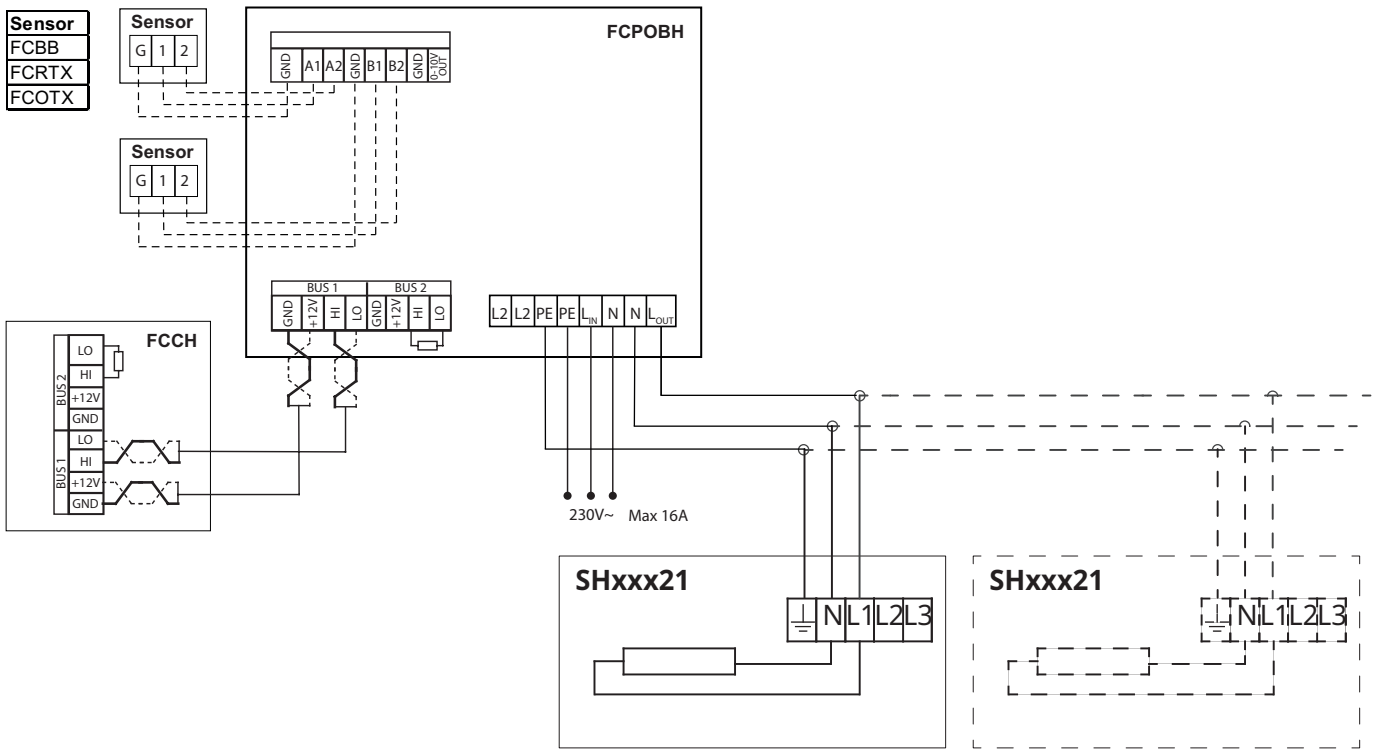 Sensor
FCBB
FCRTX
FCOTX
Sensor
G 1 2
FCPOBH
GND A1 A2 GND B1 B2 GND 0-10V OUT
Sensor
G 1 2
BUS 1 BUS 2
GND +12V HI LO GND +12V HI LO
L2 L2 PE PE LIN N N LOUT
FCCH
BUS 2
LO
HI
+12V
GND
BUS 1
LO
HI
+12V
GND
230V~ Max 16A
SHxxx21
N L1 L2 L3
SHxxx21
N L1 L2 L3